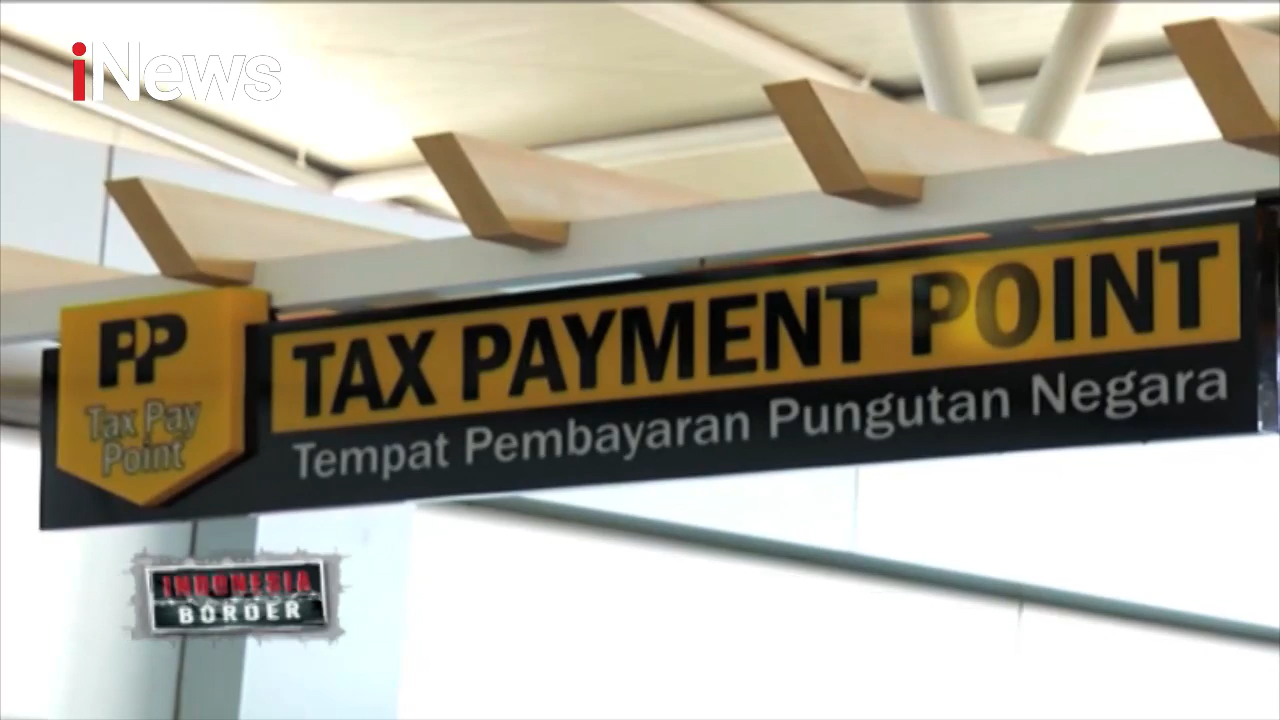 iNews
PP
Tax Pay
Point
TAX PAYMENT POINT
Tempat Pembayaran Pungutan Negara
INDONESIA
BORDER